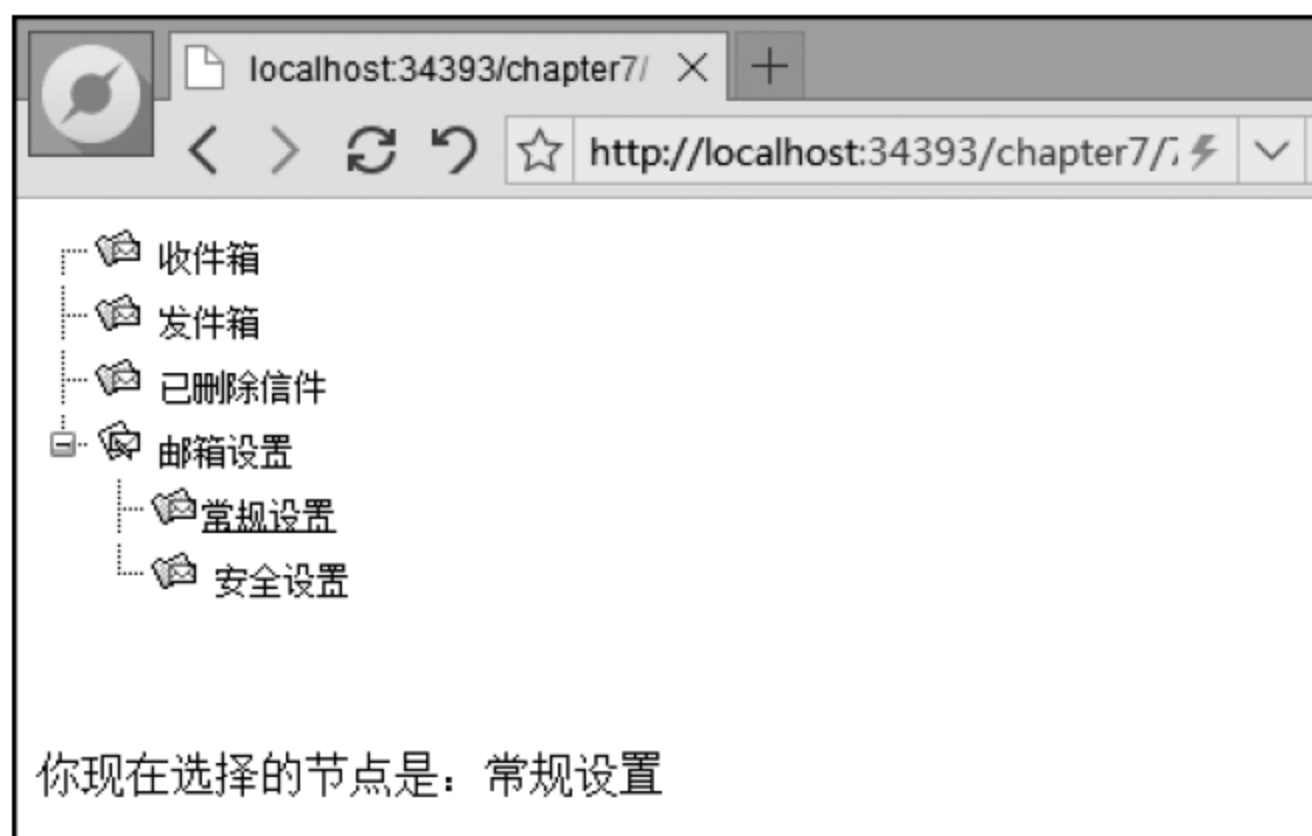 localhost:34393/chapter7/
http://localhost:34393/chapter7/
收件箱
发件箱
已删除信件
邮箱设置
常规设置
安全设置
你现在选择的节点是：常规设置